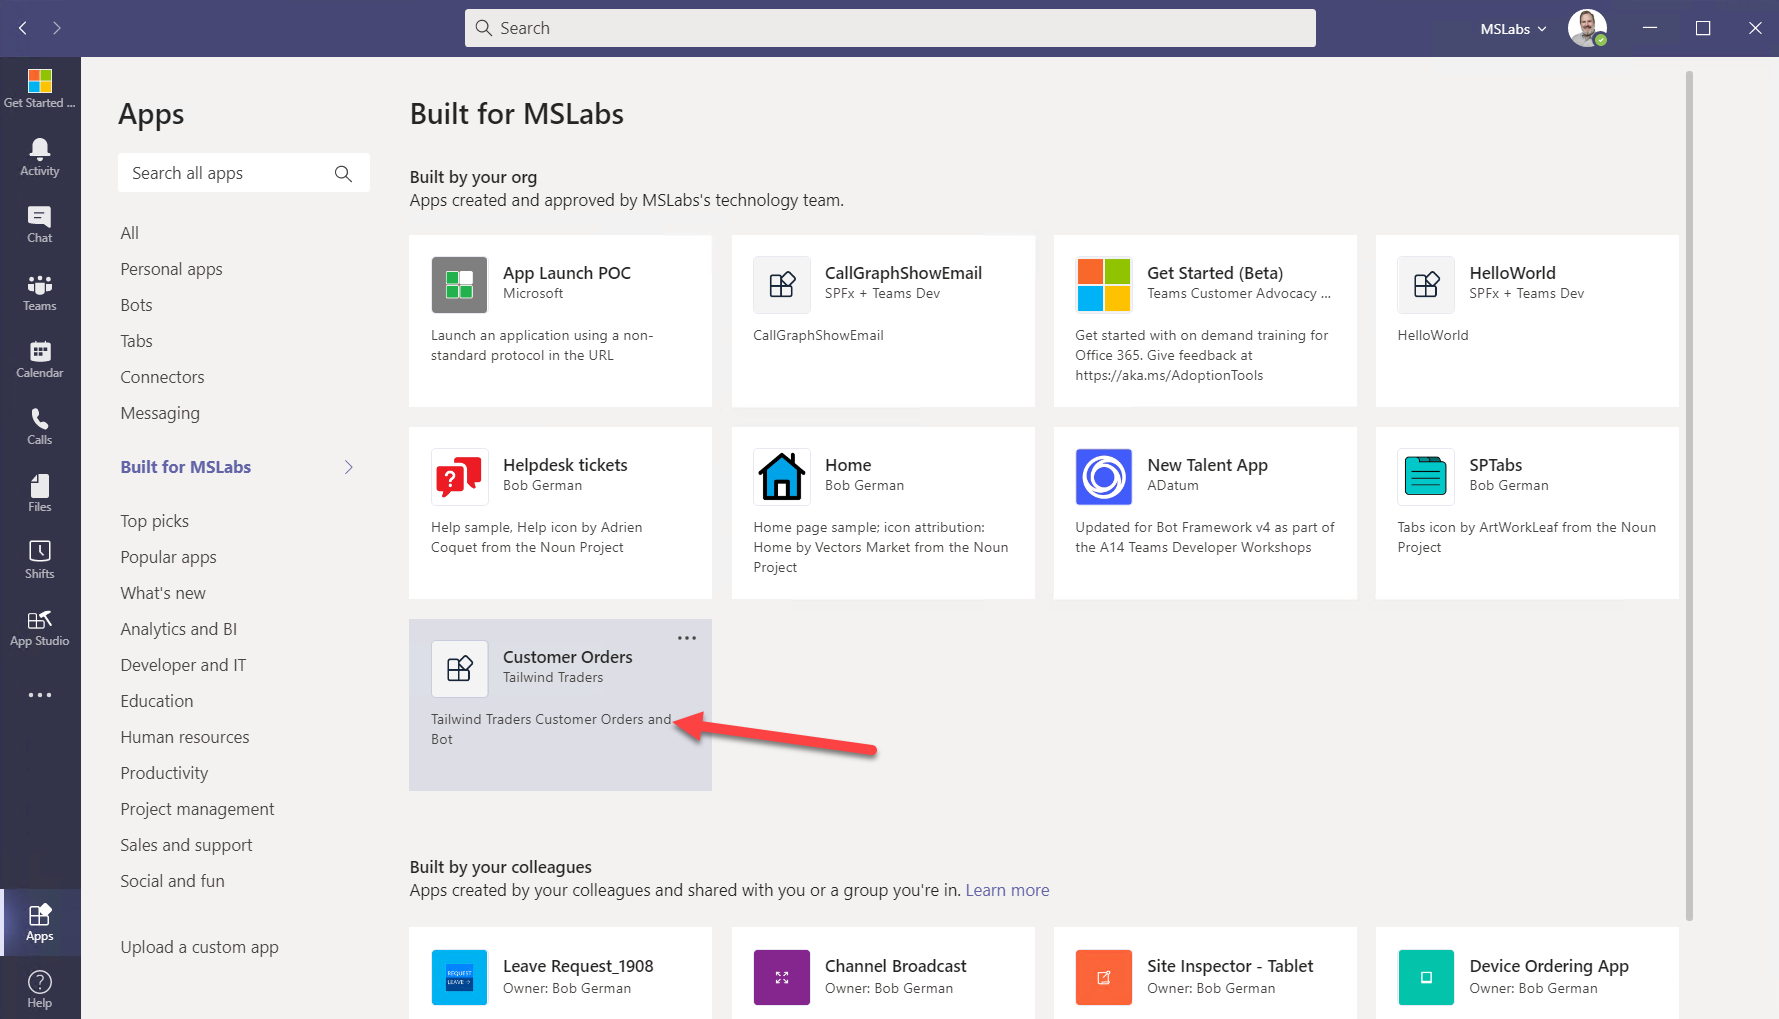 Search
MSLabs
Get Started ...
Activity
Chat
Teams
Calendar
Calls
Files
Shifts
App Studio
Apps
Help
Apps
Search all apps
All
Personal apps
Bots
Tabs
Connectors
Messaging
Built for MSLabs
Top picks
Popular apps
What's new
Analytics and BI
Developer and IT
Education
Human resources
Productivity
Project management
Sales and support
Social and fun
Upload a custom app
Built for MSLabs
Built by your org
Apps created and approved by MSLabs's technology team.
App Launch POC
Microsoft
Launch an application using a non-
standard protocol in the URL
CallGraphShowEmail
SPFx + Teams Dev
CallGraphShowEmail
Get Started (Beta)
Teams Customer Advocacy ...
Get started with on demand training for
Office 365. Give feedback at
https://aka.ms/AdoptionTools
HelloWorld
SPFx + Teams Dev
HelloWorld
Helpdesk tickets
Bob German
Help sample, Help icon by Adrien
Coquet from the Noun Project
Home
Bob German
Home page sample; icon attribution:
Home by Vectors Market from the Noun
Project
New Talent App
ADatum
Updated for Bot Framework v4 as part of
the A14 Teams Developer Workshops
SPTabs
Bob German
Tabs icon by ArtWorkLeaf from the Noun
Project
Customer Orders
Tailwind Traders
Tailwind Traders Customer Orders and
Bot
Built by your colleagues
Apps created by your colleagues and shared with you or a group you're in. Learn more
REQUEST
LEAVE >
Leave Request_1908
Owner: Bob German
Channel Broadcast
Owner: Bob German
Site Inspector - Tablet
Owner: Bob German
Device Ordering App
Owner: Bob German